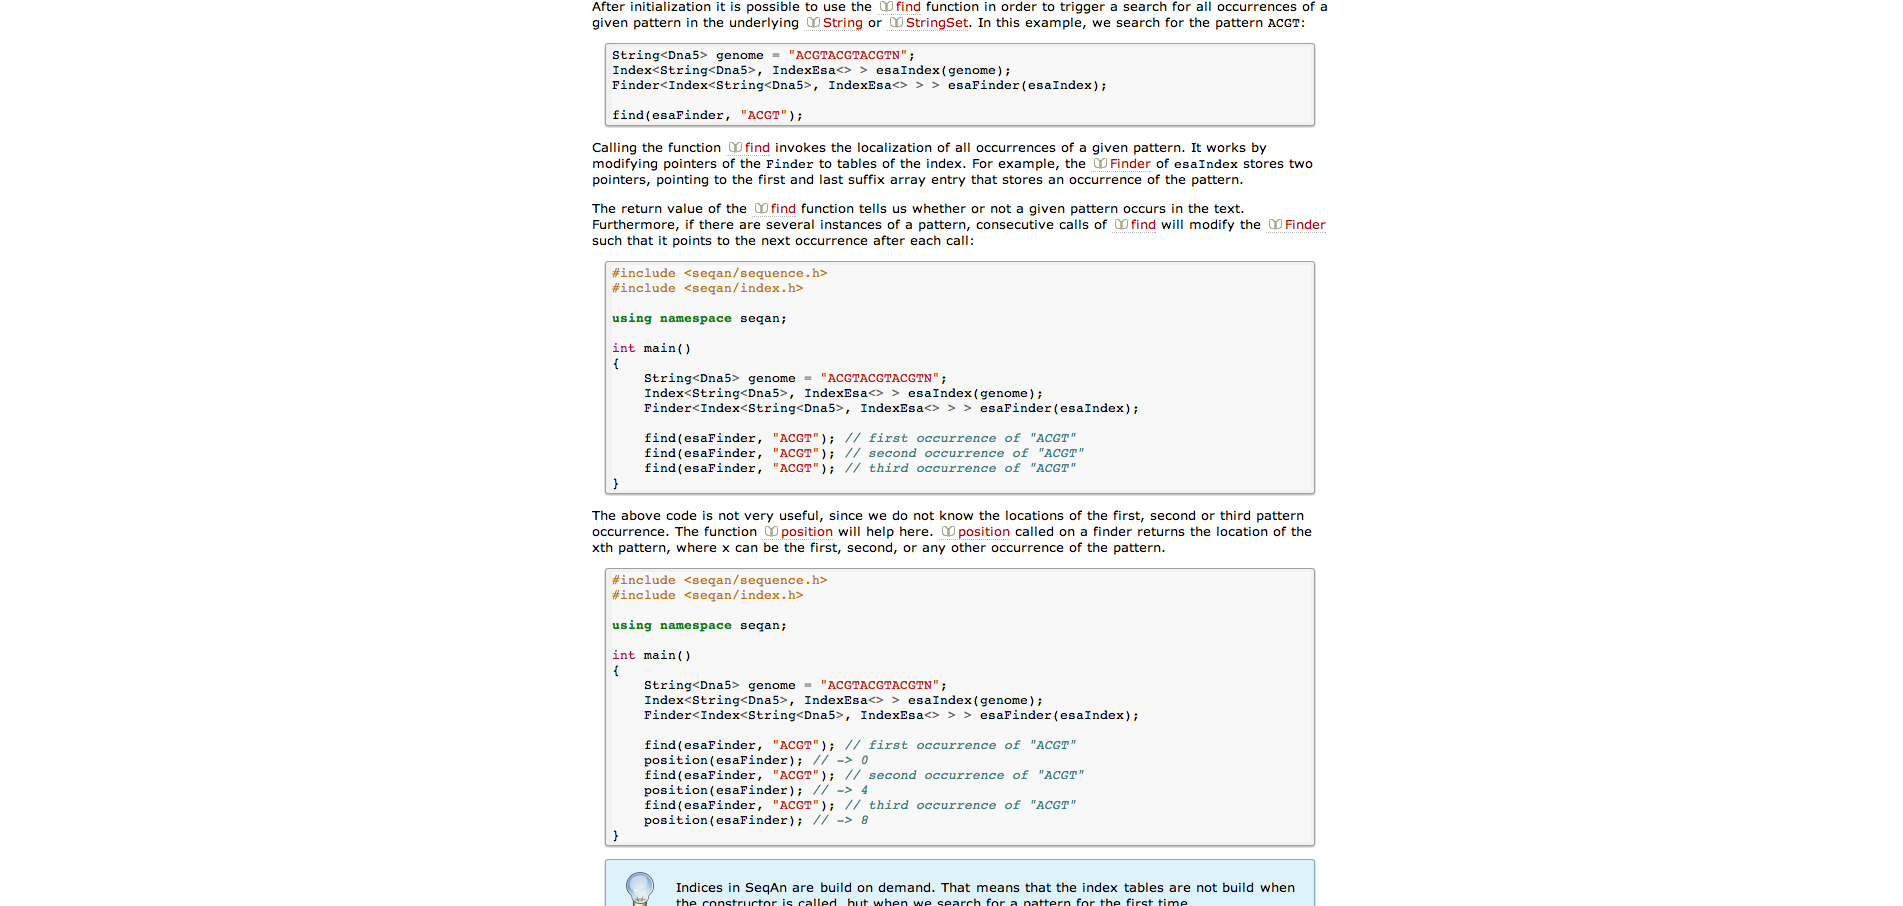 After initialization it is possible to use the find function in order to trigger a search for all occurrences of a
given pattern in the underlying String or StringSet. In this example, we search for the pattern ACGT:
String<Dna5> genome = "ACGTACGTACGTN";
Index<String<Dna5>, IndexEsa<> > esaIndex(genome);
Finder<Index<String<Dna5>, IndexEsa<> > > esaFinder(esaIndex);
find(esaFinder, "ACGT");
Calling the function find invokes the localization of all occurrences of a given pattern. It works by
modifying pointers of the Finder to tables of the index. For example, the Finder of esaIndex stores two
pointers, pointing to the first and last suffix array entry that stores an occurrence of the pattern.
The return value of the find function tells us whether or not a given pattern occurs in the text.
Furthermore, if there are several instances of a pattern, consecutive calls of find will modify the Finder
such that it points to the next occurrence after each call:
#include <seqan/sequence.h>
#include <seqan/index.h>
using namespace seqan;
int main()
{
String<Dna5> genome = "ACGTACGTACGTN";
Index<String<Dna5>, IndexEsa<> > esaIndex(genome);
Finder<Index<String<Dna5>, IndexEsa<> > > esaFinder(esaIndex);
find(esaFinder, "ACGT"); // first occurrence of "ACGT"
find(esaFinder, "ACGT"); // second occurrence of "ACGT"
find(esaFinder, "ACGT"); // third occurrence of "ACGT"
}
The above code is not very useful, since we do not know the locations of the first, second or third pattern
occurrence. The function position will help here. position called on a finder returns the location of the
xth pattern, where x can be the first, second, or any other occurrence of the pattern.
#include <seqan/sequence.h>
#include <seqan/index.h>
using namespace seqan;
int main()
{
String<Dna5> genome = "ACGTACGTACGTN";
Index<String<Dna5>, IndexEsa<> > esaIndex(genome);
Finder<Index<String<Dna5>, IndexEsa<> > > esaFinder(esaIndex);
find(esaFinder, "ACGT"); // first occurrence of "ACGT"
position(esaFinder); // -> 0
find(esaFinder, "ACGT"); // second occurrence of "ACGT"
position(esaFinder); // -> 4
find(esaFinder, "ACGT"); // third occurrence of "ACGT"
position(esaFinder); // -> 8
}
Indices in SeqAn are build on demand. That means that the index tables are not build when
the constructor is called, but when we search for a pattern for the first time.